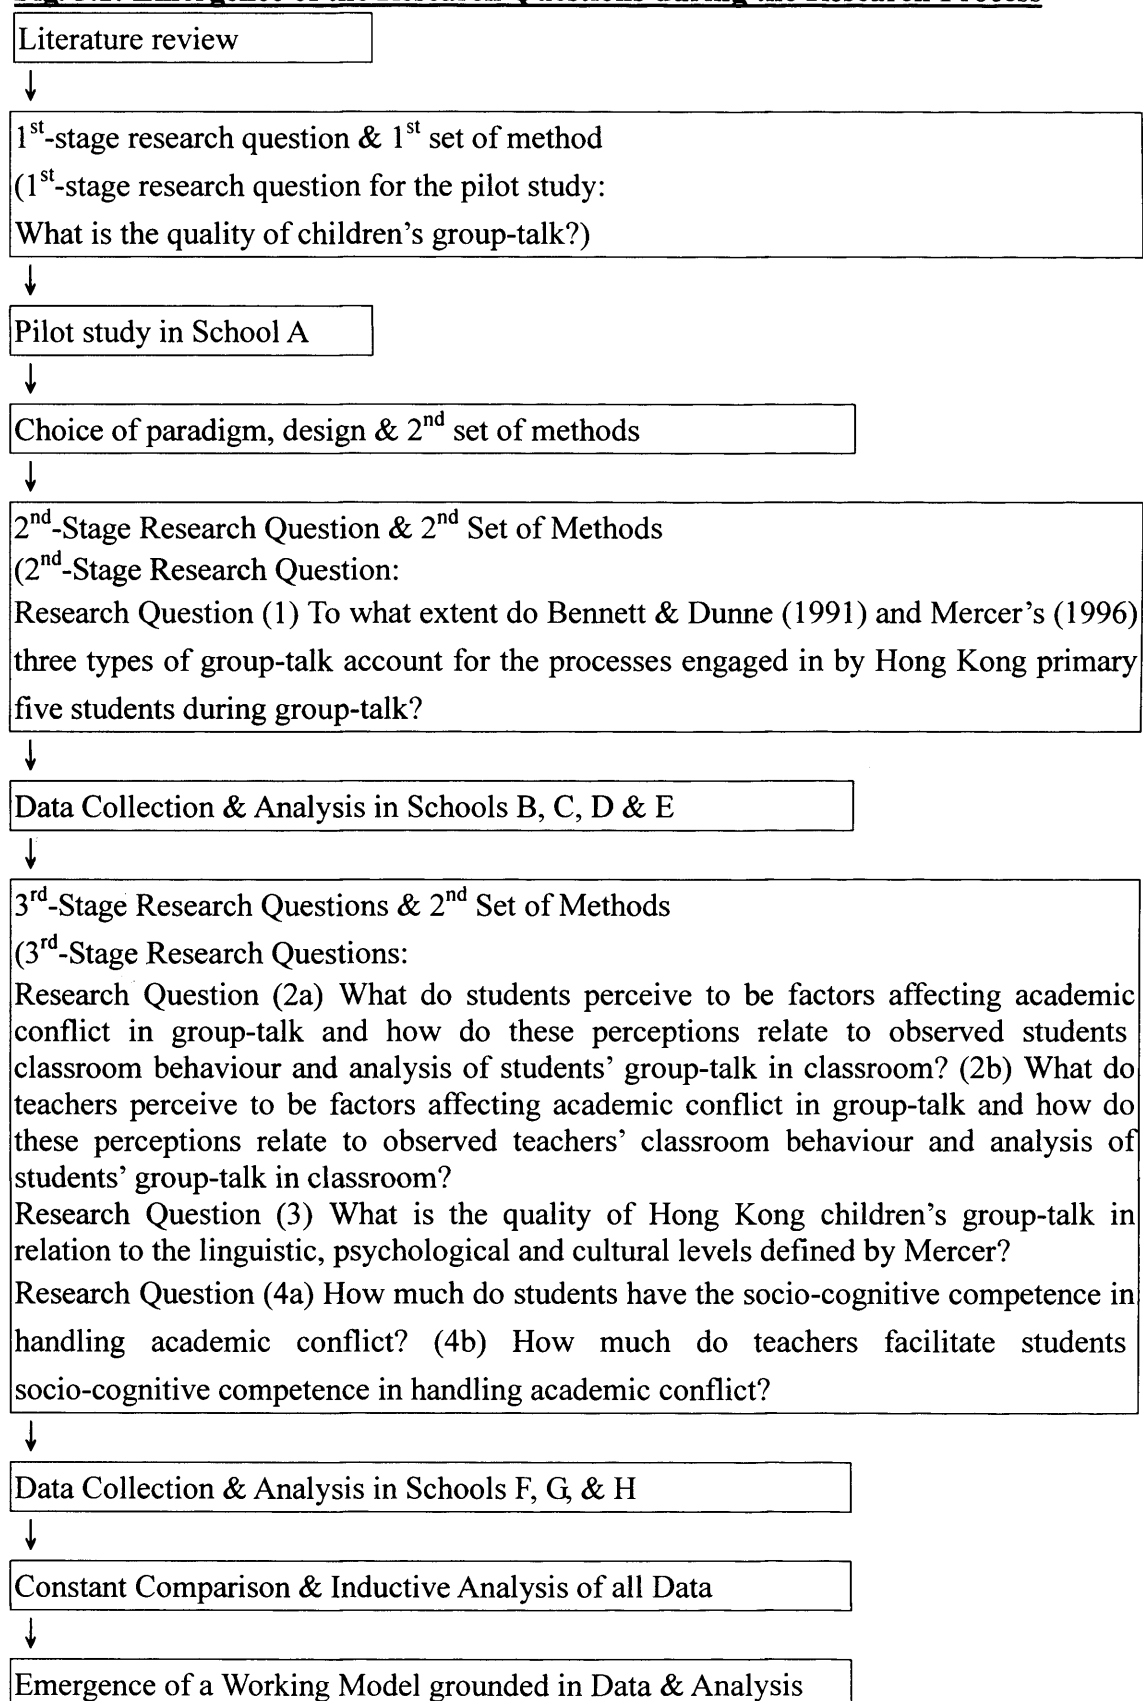 Emergence of the Research Questions during the Research Process
Literature review
↓
1st-stage research question & 1st set of method
(1st-stage research question for the pilot study:
What is the quality of children's group-talk?)
↓
Pilot study in School A
↓
Choice of paradigm, design & 2nd set of methods
↓
2nd-Stage Research Question & 2nd Set of Methods
(2nd-Stage Research Question:
Research Question (1) To what extent do Bennett & Dunne (1991) and Mercer's (1996)
three types of group-talk account for the processes engaged in by Hong Kong primary
five students during group-talk?
↓
Data Collection & Analysis in Schools B, C, D & E
↓
3rd-Stage Research Questions & 2nd Set of Methods
(3rd-Stage Research Questions:
Research Question (2a) What do students perceive to be factors affecting academic
conflict in group-talk and how do these perceptions relate to observed students
classroom behaviour and analysis of students' group-talk in classroom? (2b) What do
teachers perceive to be factors affecting academic conflict in group-talk and how do
these perceptions relate to observed teachers' classroom behaviour and analysis of
students' group-talk in classroom?
Research Question (3) What is the quality of Hong Kong children's group-talk in
relation to the linguistic, psychological and cultural levels defined by Mercer?
Research Question (4a) How much do students have the socio-cognitive competence in
handling academic conflict? (4b) How much do teachers facilitate students
socio-cognitive competence in handling academic conflict?
↓
Data Collection & Analysis in Schools F, G, & H
↓
Constant Comparison & Inductive Analysis of all Data
↓
Emergence of a Working Model grounded in Data & Analysis